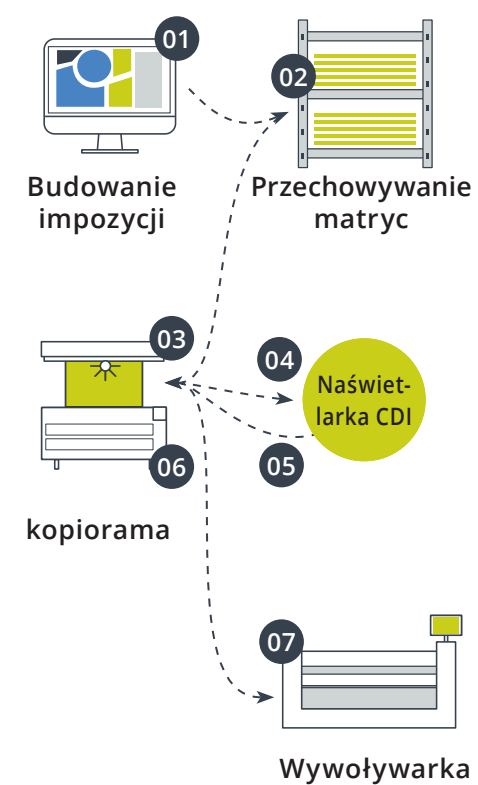 01
Budowanie
impozycji
02
Przechowywanie
matryc
03
04
Naświet-
larka CDI
05
06
kopiorama
07
Wywoływarka